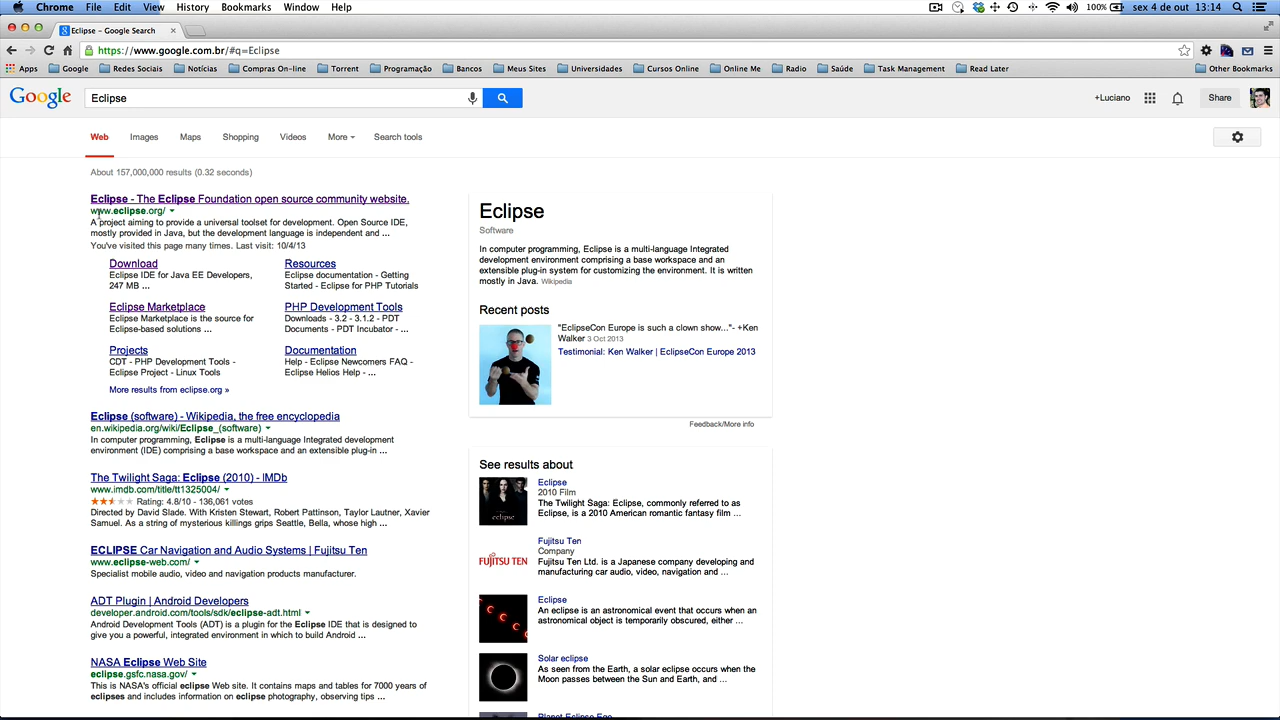 Chrome File Edit View History Bookmarks Window Help 100% sex 4 de out 13:14
Eclipse - Google Search
https://www.google.com.br/#q=Eclipse
Apps Google Redes Sociais Notícias Compras On-line Torrent Programação Bancos Meus Sites Universidades Cursos Online Online Me Radio Saúde Task Management Read Later Other Bookmarks
Google Eclipse +Luciano Share
Web Images Maps Shopping Videos More Search tools
About 157,000,000 results (0.32 seconds)
Eclipse - The Eclipse Foundation open source community website.
www.eclipse.org/
A project aiming to provide a universal toolset for development. Open Source IDE,
mostly provided in Java, but the development language is independent and ...
You've visited this page many times. Last visit: 10/4/13
Download
Eclipse IDE for Java EE Developers,
247 MB ...
Resources
Eclipse documentation - Getting
Started - Eclipse for PHP Tutorials
Eclipse Marketplace
Eclipse Marketplace is the source for
Eclipse-based solutions ...
PHP Development Tools
Downloads - 3.2 - 3.1.2 - PDT
Documents - PDT Incubator - ...
Projects
CDT - PHP Development Tools -
Eclipse Project - Linux Tools
Documentation
Help - Eclipse Newcomers FAQ -
Eclipse Helios Help - ...
More results from eclipse.org »
Eclipse (software) - Wikipedia, the free encyclopedia
en.wikipedia.org/wiki/Eclipse_(software)
In computer programming, Eclipse is a multi-language Integrated development
environment (IDE) comprising a base workspace and an extensible plug-in ...
The Twilight Saga: Eclipse (2010) - IMDb
www.imdb.com/title/tt1325004/
Rating: 4.8/10 - 136,061 votes
Directed by David Slade. With Kristen Stewart, Robert Pattinson, Taylor Lautner, Xavier
Samuel. As a string of mysterious killings grips Seattle, Bella, whose high ...
ECLIPSE Car Navigation and Audio Systems | Fujitsu Ten
www.eclipse-web.com/
Specialist mobile audio, video and navigation products manufacturer.
ADT Plugin | Android Developers
developer.android.com/tools/sdk/eclipse-adt.html
Android Development Tools (ADT) is a plugin for the Eclipse IDE that is designed to
give you a powerful, integrated environment in which to build Android ...
NASA Eclipse Web Site
eclipse.gsfc.nasa.gov/
This is NASA's official eclipse Web site. It contains maps and tables for 7000 years of
eclipses and includes information on eclipse photography, observing tips ...
Eclipse
Software
In computer programming, Eclipse is a multi-language Integrated
development environment comprising a base workspace and an
extensible plug-in system for customizing the environment. It is written
mostly in Java. Wikipedia
Recent posts
"EclipseCon Europe is such a clown show..."- +Ken
Walker 3 Oct 2013
Testimonial: Ken Walker | EclipseCon Europe 2013
Feedback/More info
See results about
eclipse
Eclipse
2010 Film
The Twilight Saga: Eclipse, commonly referred to as
Eclipse, is a 2010 American romantic fantasy film ...
FUJITSU TEN
Fujitsu Ten
Company
Fujitsu Ten Ltd. is a Japanese company developing and
manufacturing car audio, video, navigation and ...
Eclipse
An eclipse is an astronomical event that occurs when an
astronomical object is temporarily obscured, either ...
Solar eclipse
As seen from the Earth, a solar eclipse occurs when the
Moon passes between the Sun and Earth, and ...
Planet Eclipse Ego